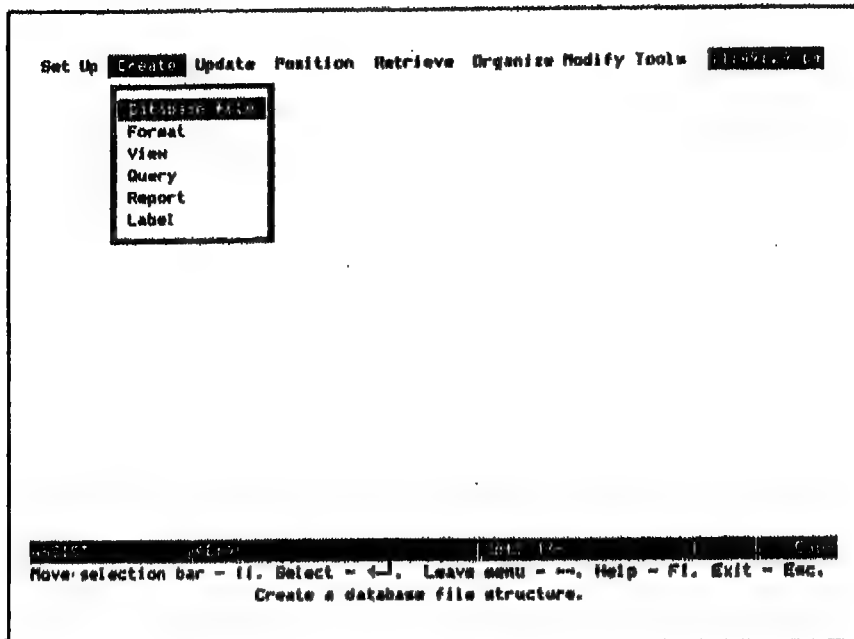 Set Up Create Update Position Retrieve Organize Modify Tools
Database file
Format
View
Query
Report
Label
ASSIST
Move selection bar - ↑↓. Select - ↵. Leave menu - ↔. Help - F1. Exit - Esc.
Create a database file structure.